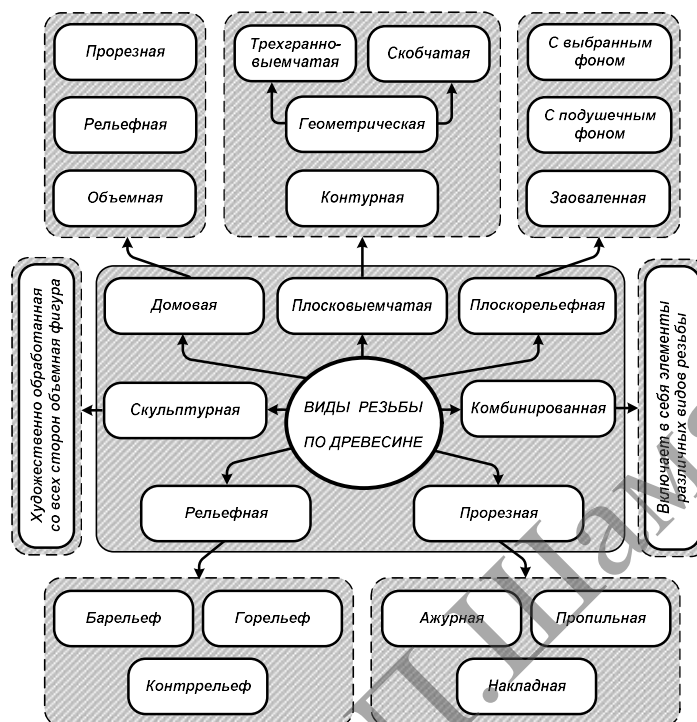 Прорезная
Рельефная
Объемная
Трехгранно-
выемчатая
Скобчатая
Геометрическая
Контурная
С выбранным
фоном
С подушечным
фоном
Заоваленная
Художественно обработанная
со всех сторон объемная фигура
Домовая
Плосковыемчатая
Плоскорельефная
Скульптурная
ВИДЫ РЕЗЬБЫ
ПО ДРЕВЕСИНЕ
Комбинированная
Рельефная
Прорезная
Включает в себя элементы
различных видов резьбы
Барельеф
Горельеф
Контррельеф
Ажурная
Пропильная
Накладная